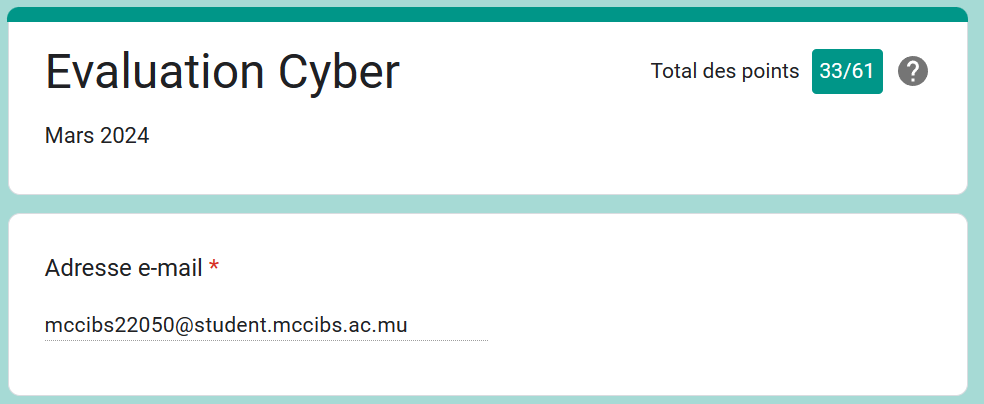 Evaluation Cyber
Total des points 33/61 ?
Mars 2024
Adresse e-mail *
mccibs22050@student.mccibs.ac.mu